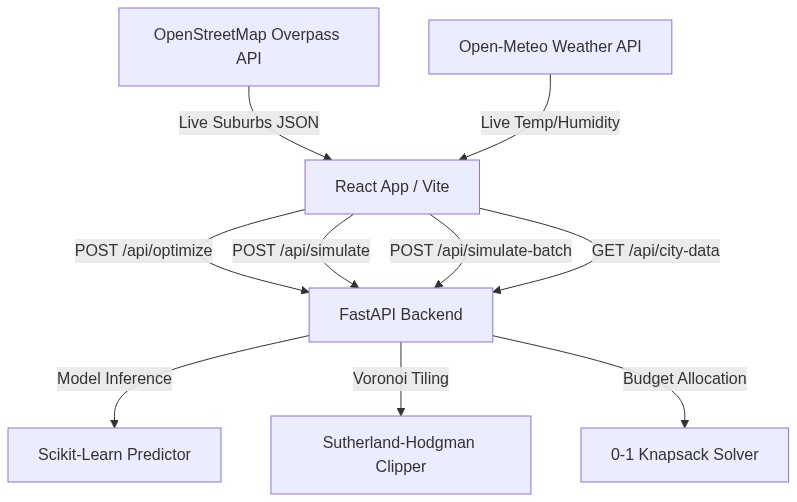 OpenStreetMap Overpass
API
Open-Meteo Weather API
Live Suburbs JSON
Live Temp/Humidity
React App / Vite
POST /api/optimize
POST /api/simulate
POST /api/simulate-batch
GET /api/city-data
FastAPI Backend
Model Inference
Voronoi Tiling
Budget Allocation
Scikit-Learn Predictor
Sutherland-Hodgman
Clipper
0-1 Knapsack Solver